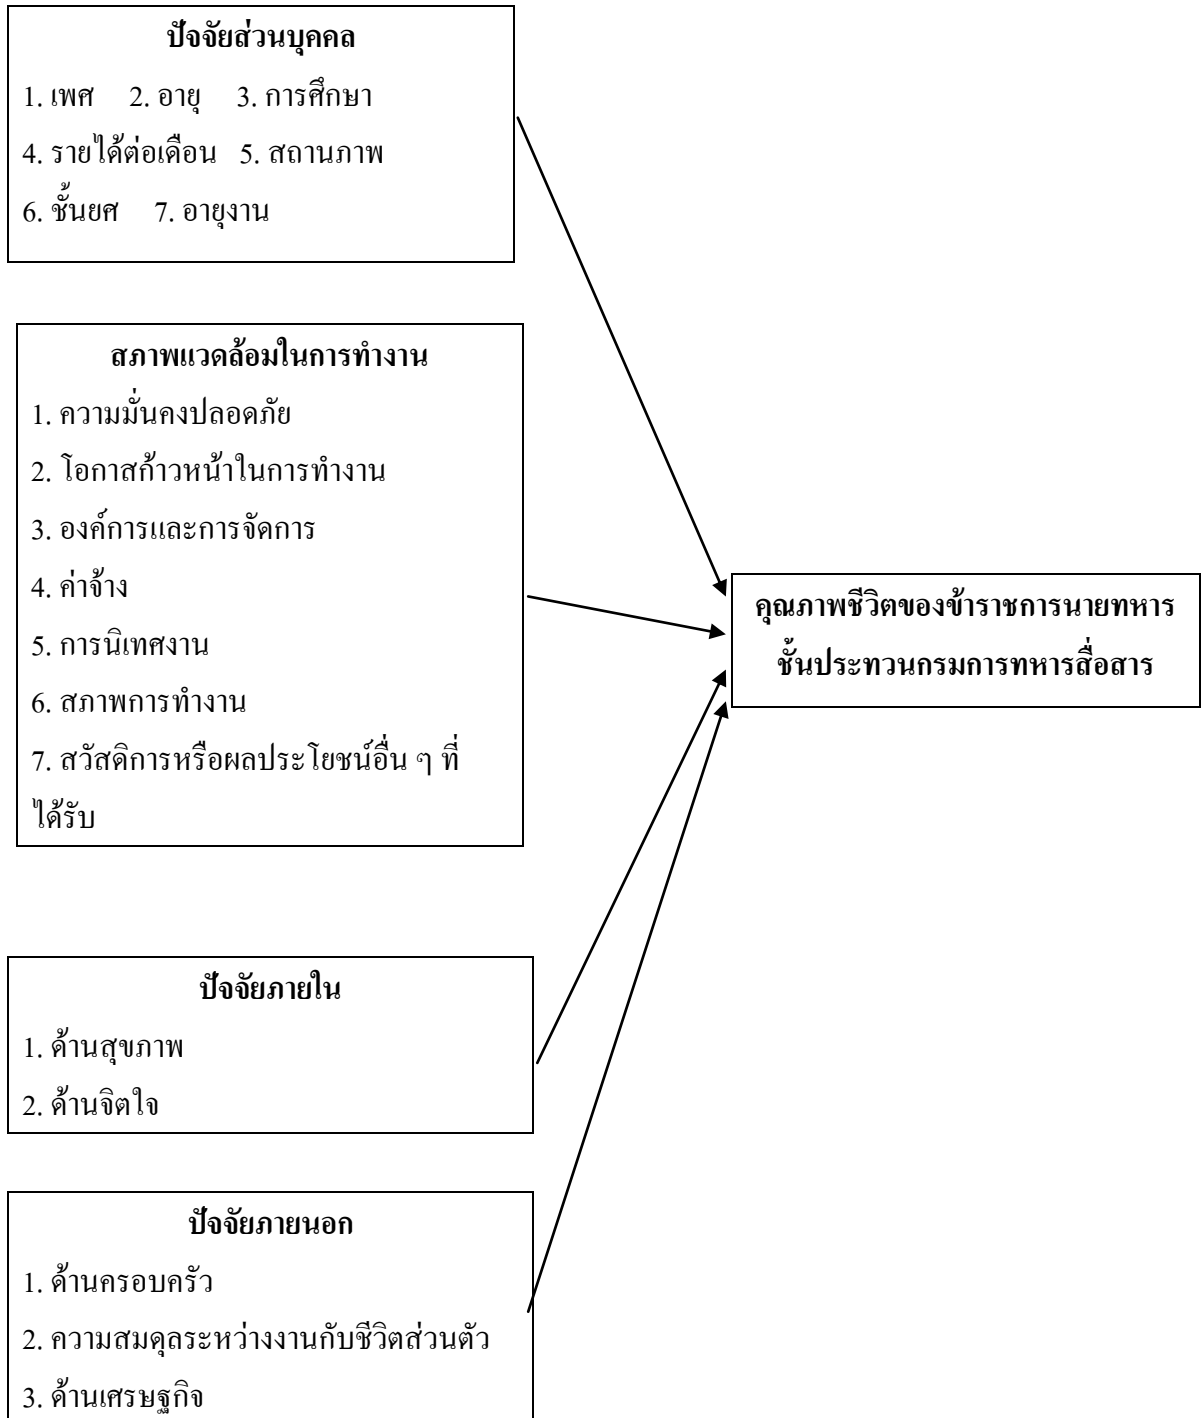 ปัจจัยส่วนบุคคล
1. เพศ 2. อายุ 3. การศึกษา
4. รายได้ต่อเดือน 5. สถานภาพ
6. ชั้นยศ 7. อายุงาน
สภาพแวดล้อมในการทำงาน
1. ความมั่นคงปลอดภัย
2. โอกาสก้าวหน้าในการทำงาน
3. องค์การและการจัดการ
4. ค่าจ้าง
5. การนิเทศงาน
6. สภาพการทำงาน
7. สวัสดิการหรือผลประโยชน์อื่น ๆ ที่
ได้รับ
คุณภาพชีวิตของข้าราชการนายทหาร
ชั้นประทวนกรมการทหารสื่อสาร
ปัจจัยภายใน
1. ด้านสุขภาพ
2. ด้านจิตใจ
ปัจจัยภายนอก
1. ด้านครอบครัว
2. ความสมดุลระหว่างงานกับชีวิตส่วนตัว
3. ด้านเศรษฐกิจ